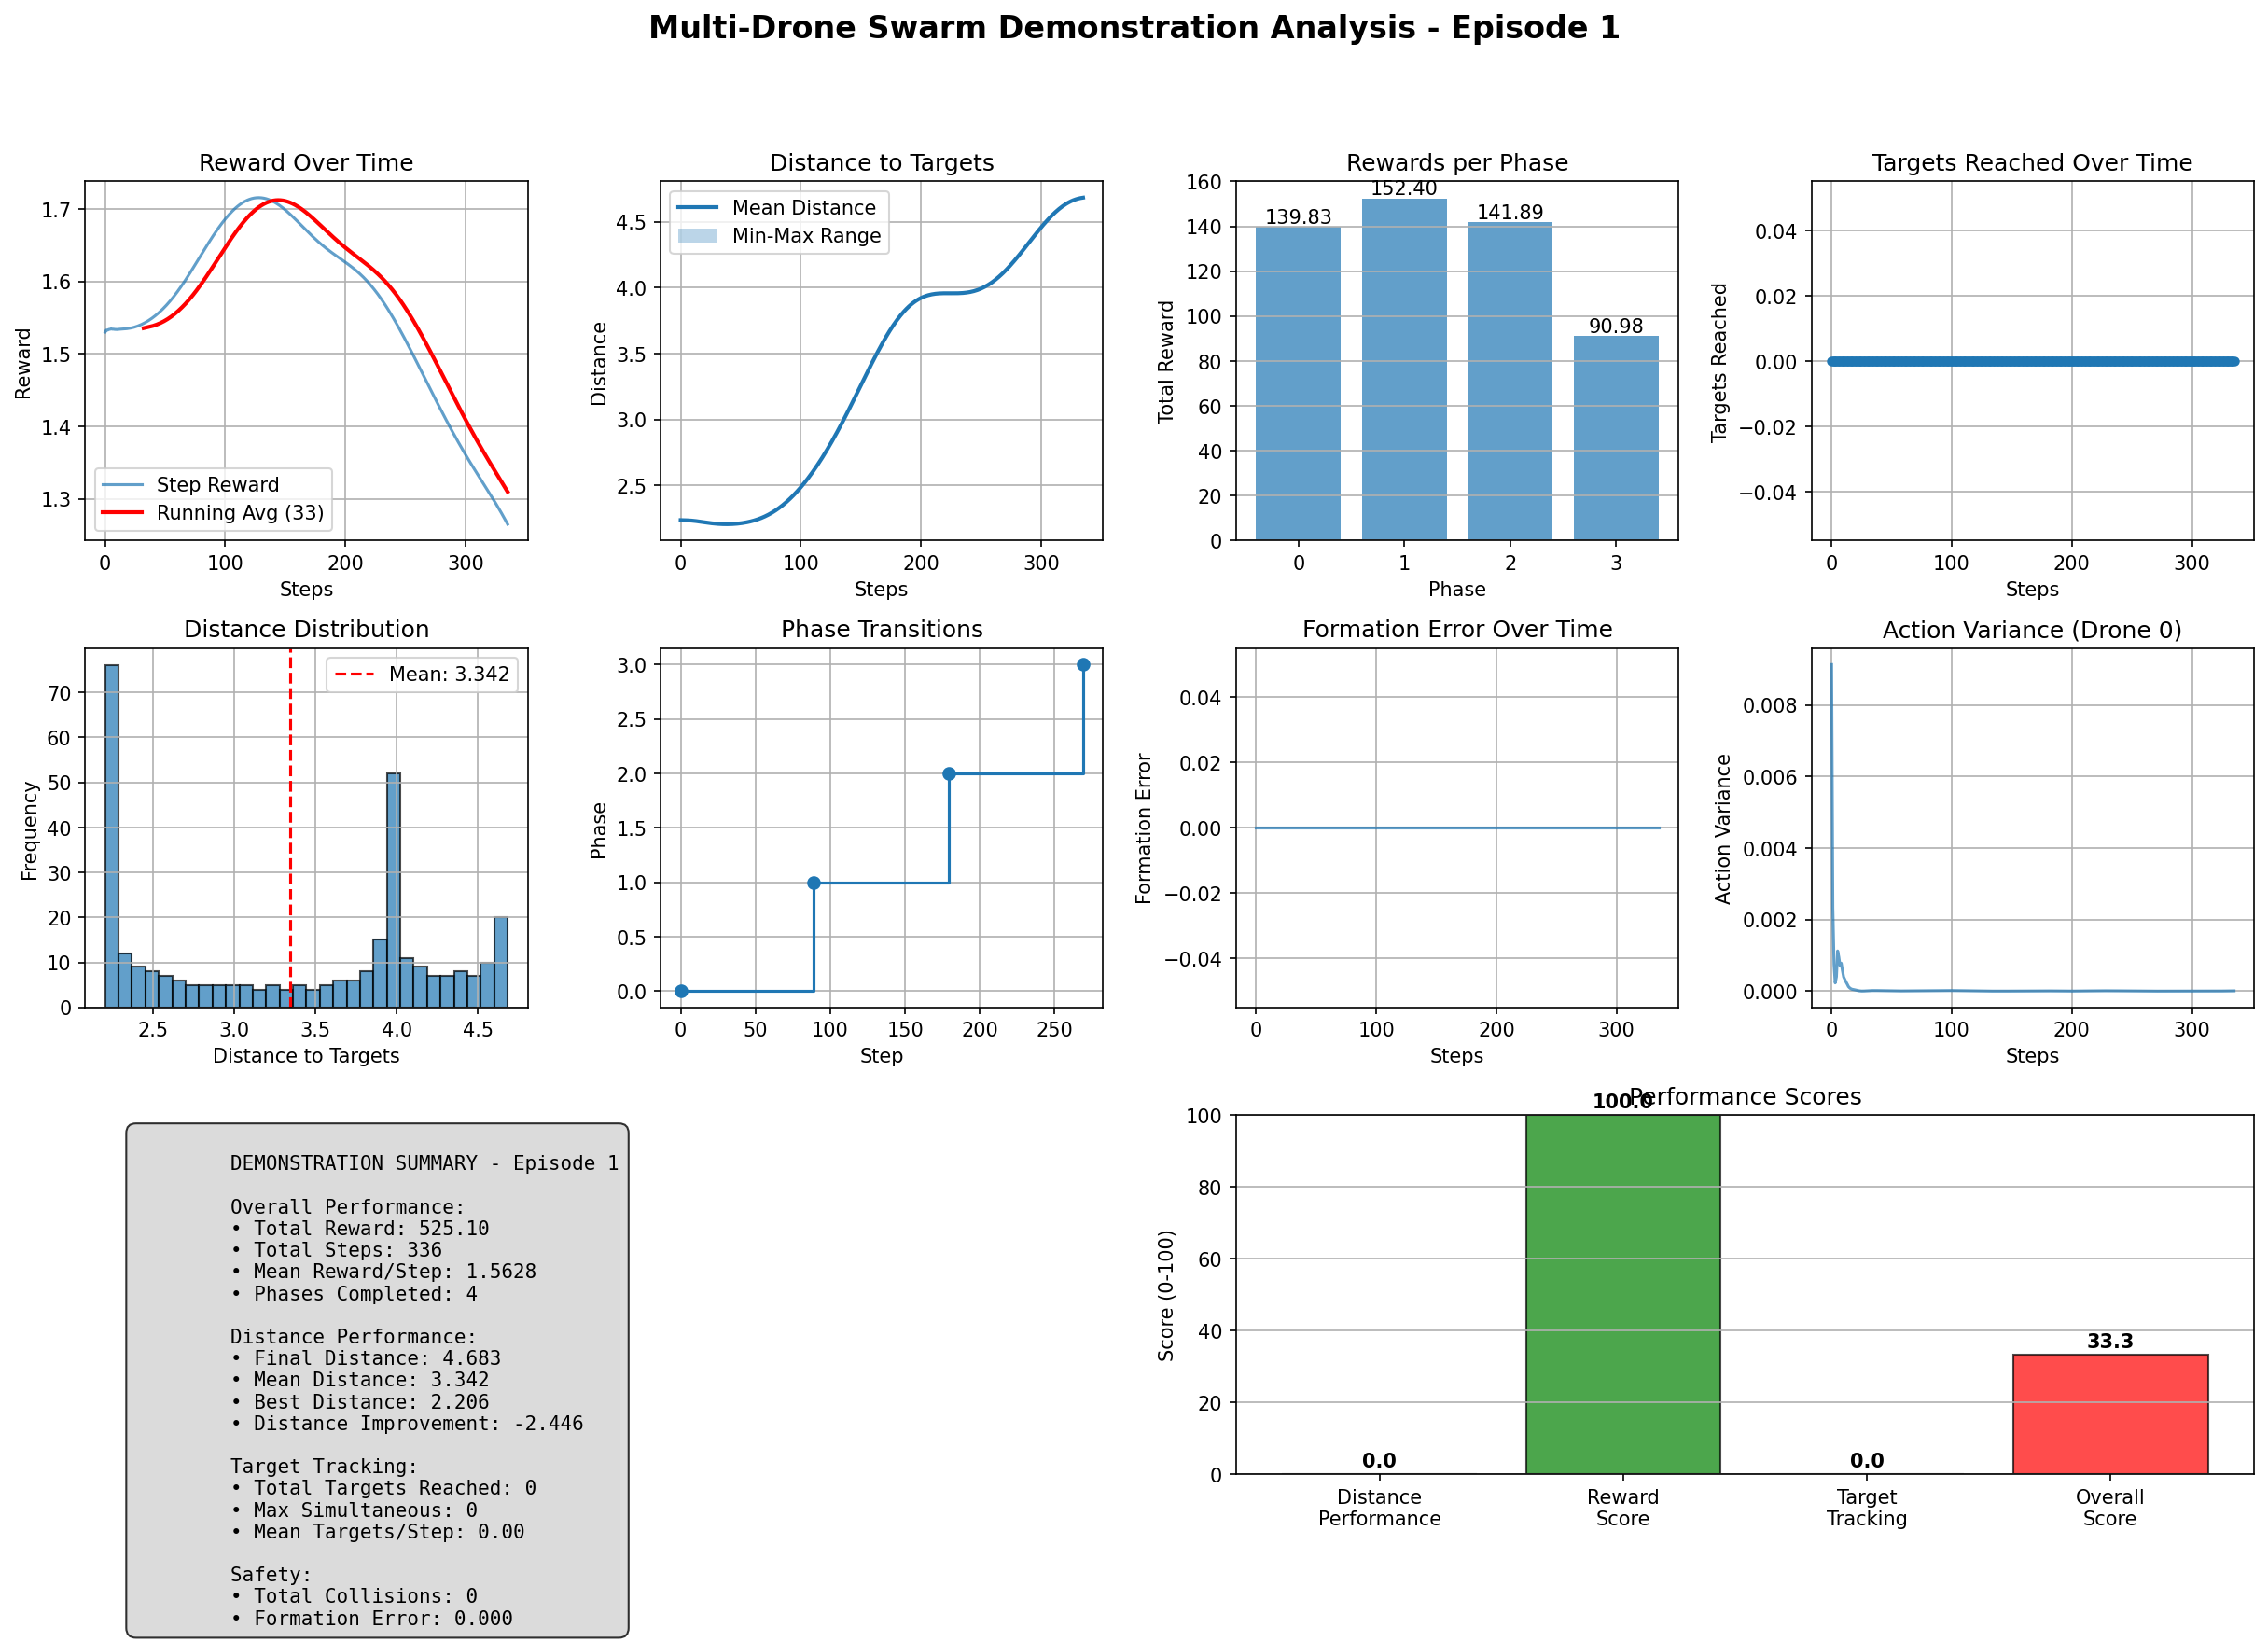 Multi-Drone Swarm Demonstration Analysis - Episode 1
Reward Over Time
Reward
1.7
1.6
1.5
1.4
1.3
Step Reward
Running Avg (33)
0 100 200 300
Steps
Distance to Targets
Distance
4.5
4.0
3.5
3.0
2.5
Mean Distance
Min-Max Range
0 100 200 300
Steps
Rewards per Phase
Total Reward
160
140
120
100
80
60
40
20
0
139.83
152.40
141.89
90.98
0 1 2 3
Phase
Targets Reached Over Time
Targets Reached
0.04
0.02
0.00
−0.02
−0.04
0 100 200 300
Steps
Distance Distribution
Frequency
70
60
50
40
30
20
10
0
Mean: 3.342
2.5 3.0 3.5 4.0 4.5
Distance to Targets
Phase Transitions
Phase
3.0
2.5
2.0
1.5
1.0
0.5
0.0
0 50 100 150 200 250
Step
Formation Error Over Time
Formation Error
0.04
0.02
0.00
−0.02
−0.04
0 100 200 300
Steps
Action Variance (Drone 0)
Action Variance
0.008
0.006
0.004
0.002
0.000
0 100 200 300
Steps
DEMONSTRATION SUMMARY - Episode 1
Overall Performance:
• Total Reward: 525.10
• Total Steps: 336
• Mean Reward/Step: 1.5628
• Phases Completed: 4
Distance Performance:
• Final Distance: 4.683
• Mean Distance: 3.342
• Best Distance: 2.206
• Distance Improvement: -2.446
Target Tracking:
• Total Targets Reached: 0
• Max Simultaneous: 0
• Mean Targets/Step: 0.00
Safety:
• Total Collisions: 0
• Formation Error: 0.000
Performance Scores
Score (0-100)
100
80
60
40
20
0
0.0
100.0
0.0
33.3
Distance
Performance
Reward
Score
Target
Tracking
Overall
Score